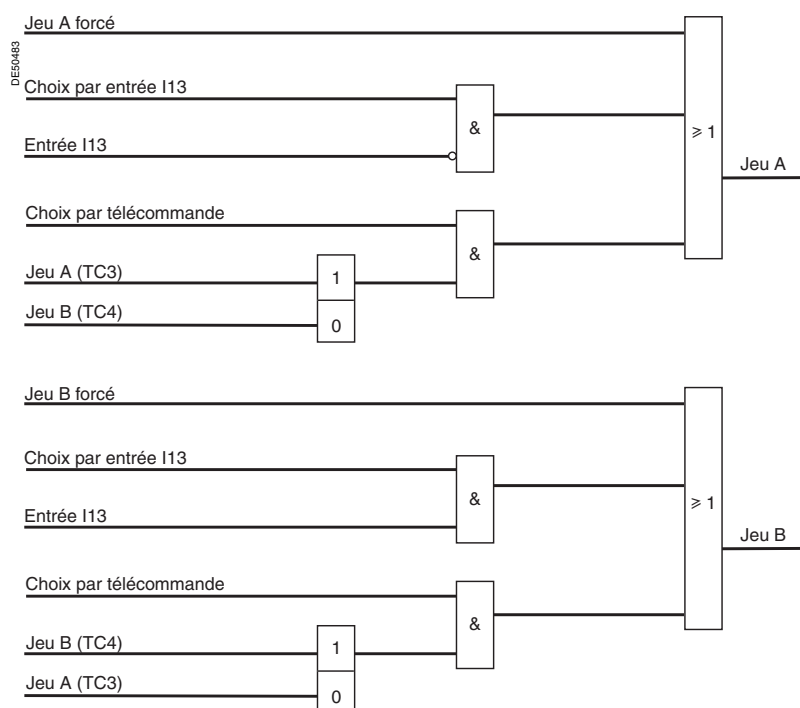 Jeu A forcé
DE50483
Choix par entrée I13
&
Entrée I13
≥ 1
Jeu A
Choix par télécommande
&
Jeu A (TC3)
1
Jeu B (TC4)
0
Jeu B forcé
Choix par entrée I13
&
Entrée I13
≥ 1
Jeu B
Choix par télécommande
&
Jeu B (TC4)
1
Jeu A (TC3)
0